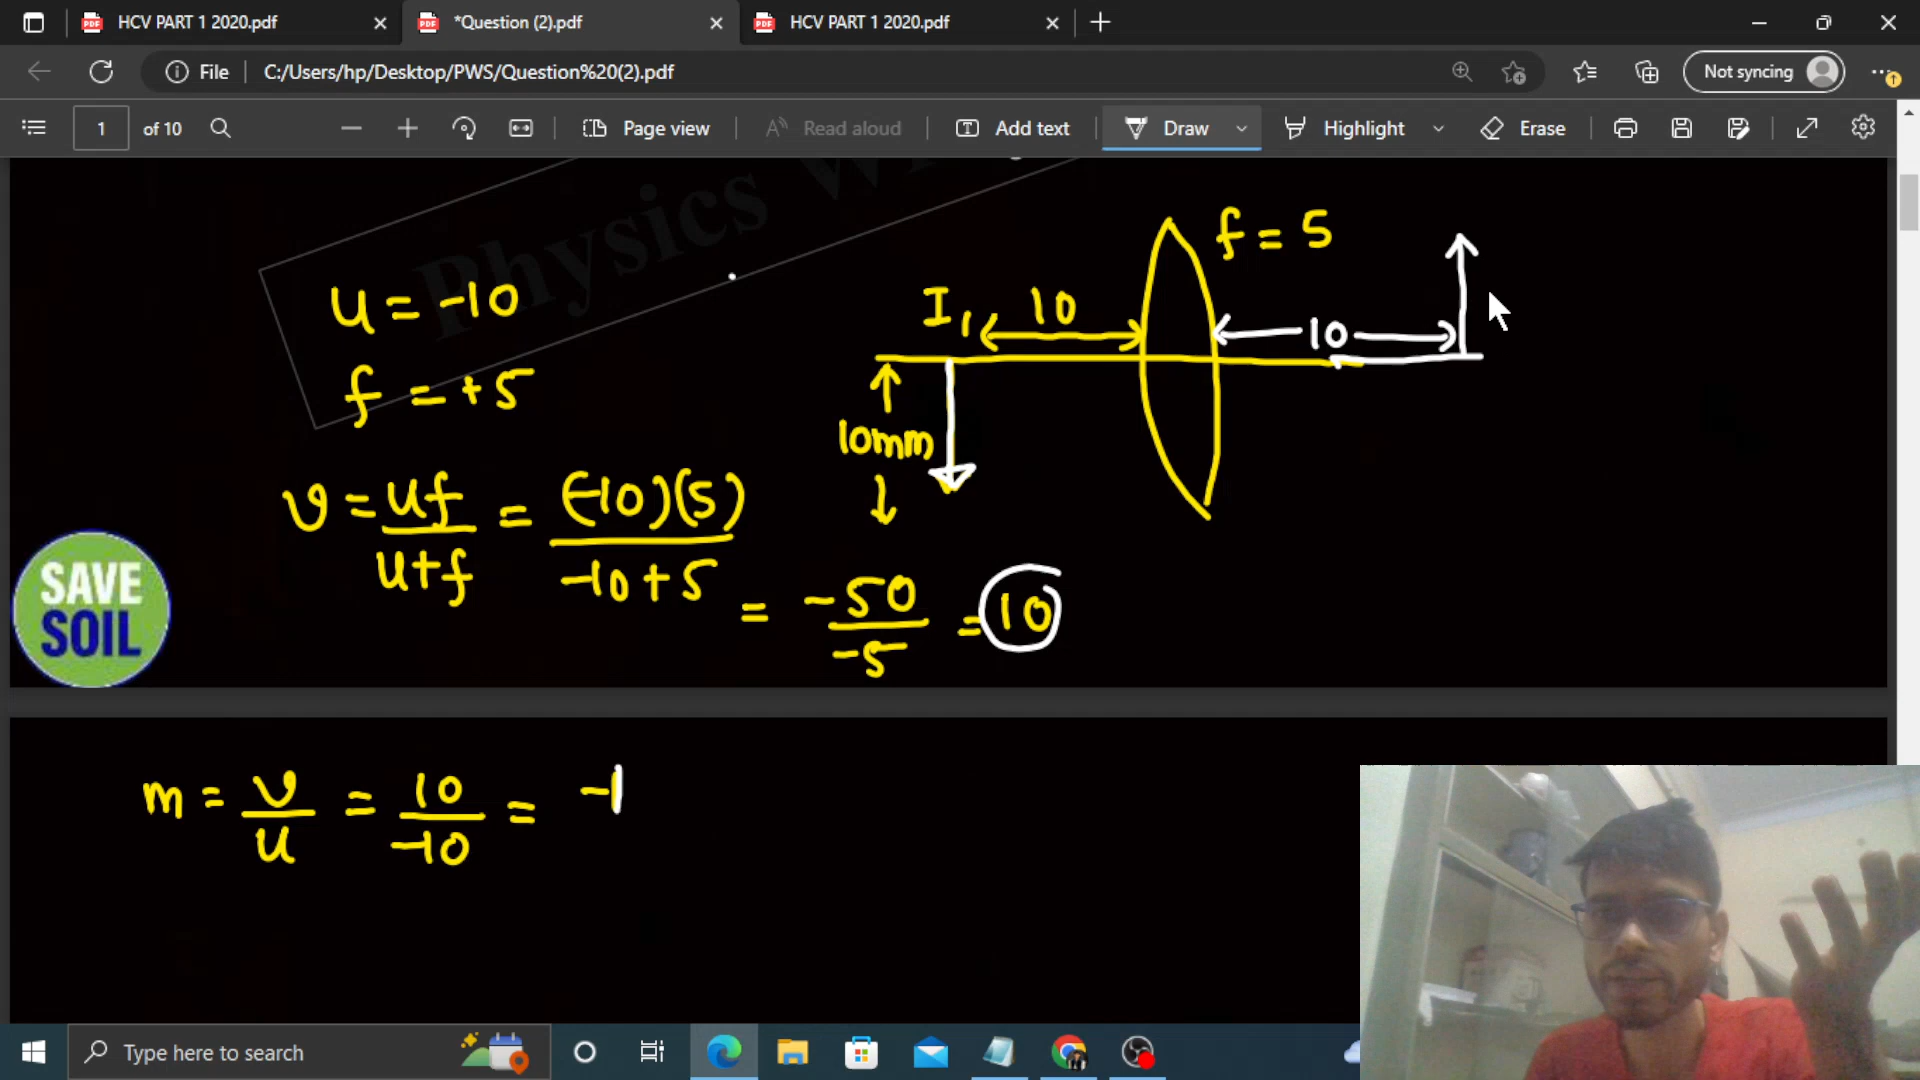 HCV PART 1 2020.pdf
*Question (2).pdf
HCV PART 1 2020.pdf
File
C:/Users/hp/Desktop/PWS/Question%20(2).pdf
Not syncing
1 of 10
Page view
Read aloud
Add text
Draw
Highlight
Erase
Physics
f = 5
u = -10
I₁ 10
10
f = +5
10mm
v = uf/u+f = (-10)(5)/-10+5
= -50/-5 = 10
SAVE
SOIL
m = v/u = 10/-10 = -1
Type here to search